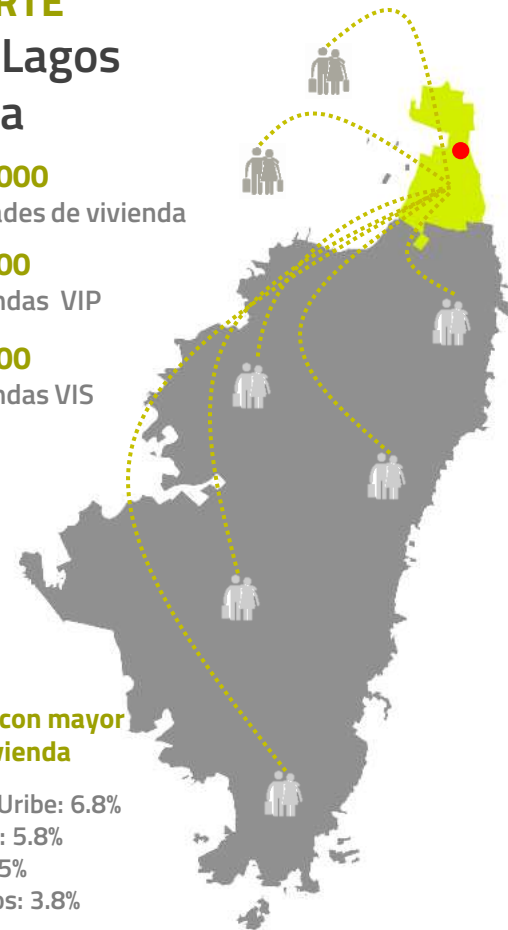 RTE
Lagos
a
000
ades de vivienda
00
ndas VIP
00
ndas VIS
con mayor
vienda
Uribe: 6.8%
: 5.8%
5%
os: 3.8%